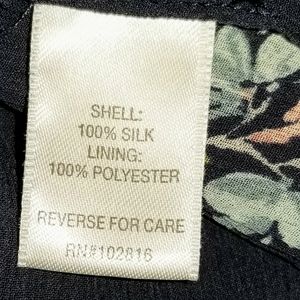 SHELL:
100% SILK
LINING:
100% POLYESTER
REVERSE FOR CARE
RN#102816